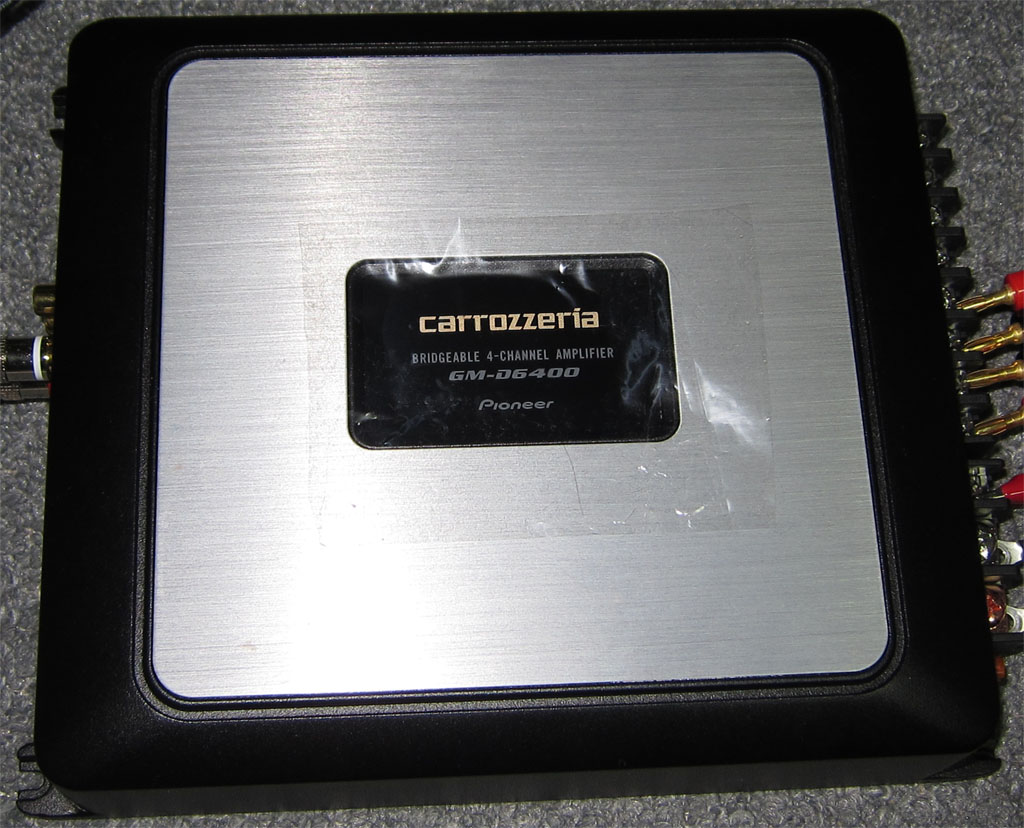 carrozzeria
BRIDGEABLE 4-CHANNEL AMPLIFIER
GM-D6400
Pioneer